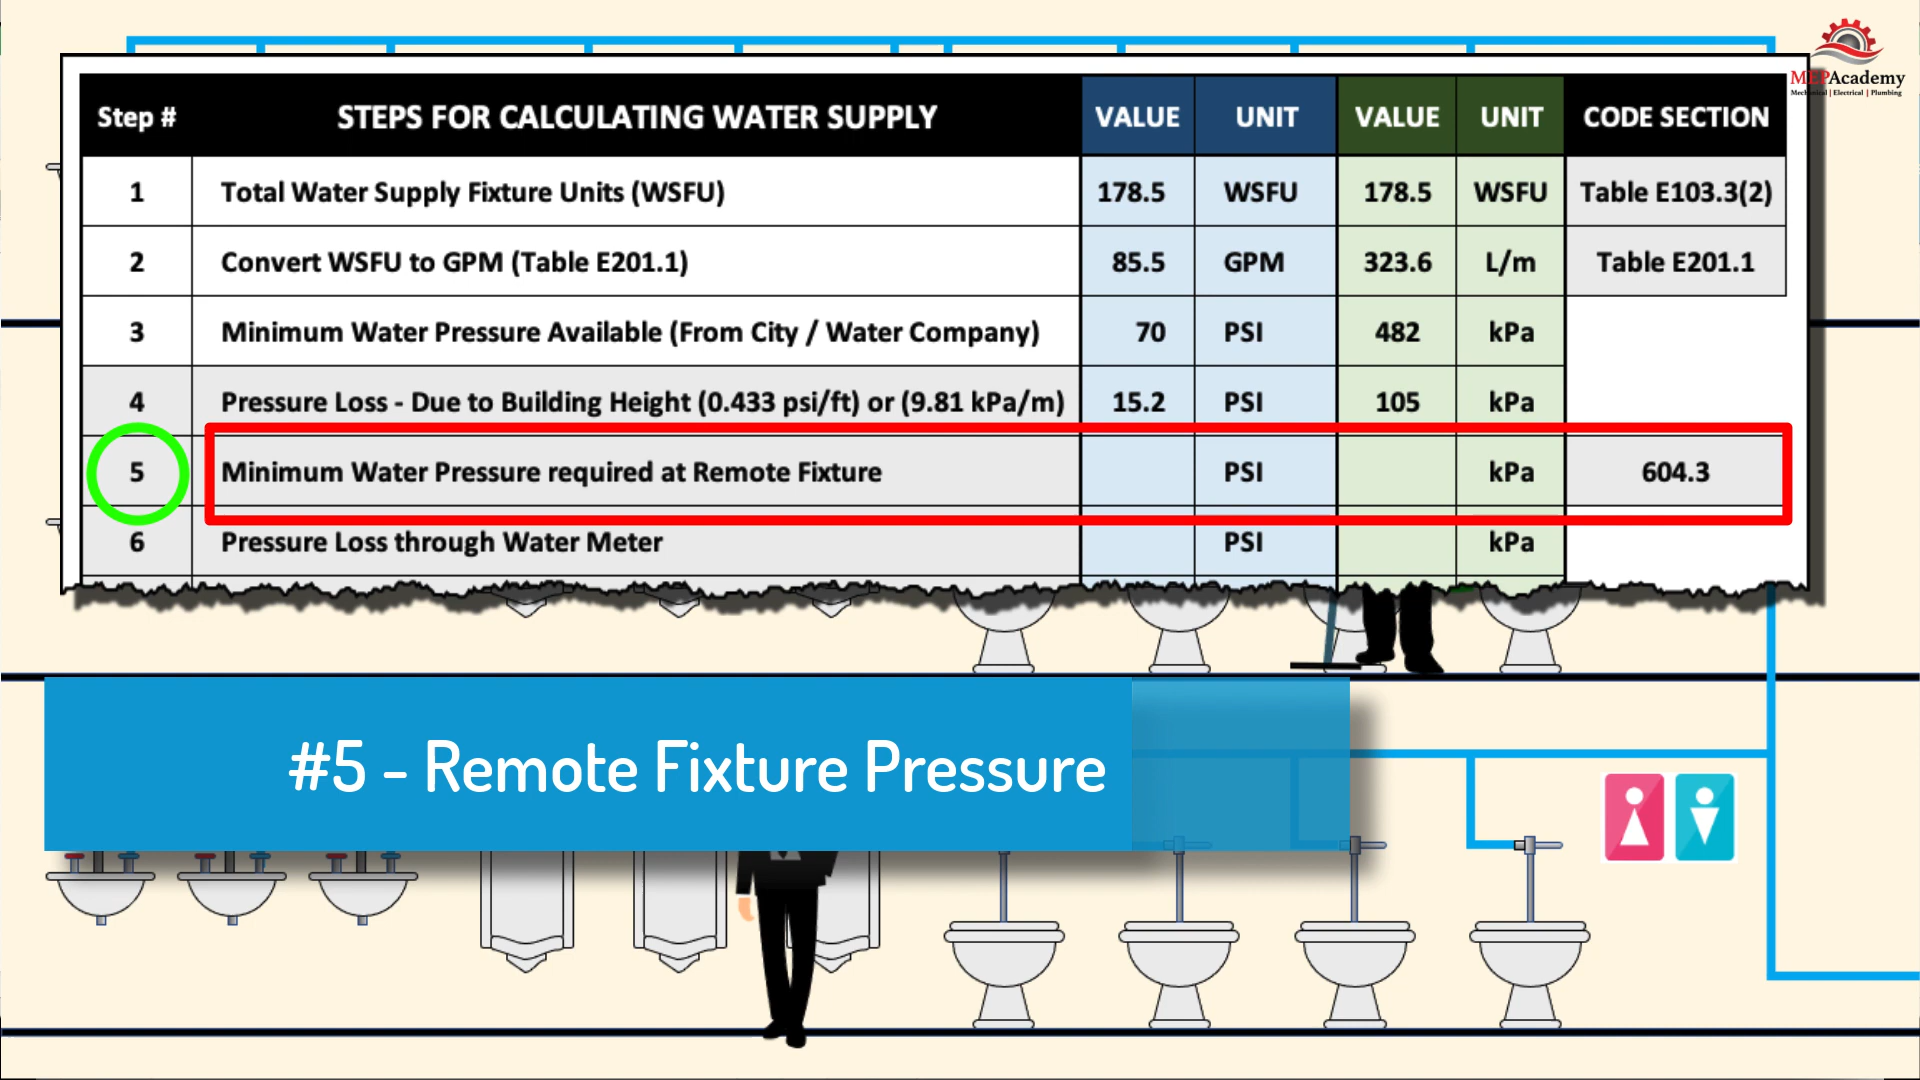 MEPAcademy
Mechanical | Electrical | Plumbing
Step # STEPS FOR CALCULATING WATER SUPPLY VALUE UNIT VALUE UNIT CODE SECTION
1 Total Water Supply Fixture Units (WSFU) 178.5 WSFU 178.5 WSFU Table E103.3(2)
2 Convert WSFU to GPM (Table E201.1) 85.5 GPM 323.6 L/m Table E201.1
3 Minimum Water Pressure Available (From City / Water Company) 70 PSI 482 kPa
4 Pressure Loss - Due to Building Height (0.433 psi/ft) or (9.81 kPa/m) 15.2 PSI 105 kPa
5 Minimum Water Pressure required at Remote Fixture PSI kPa 604.3
6 Pressure Loss through Water Meter PSI kPa
#5 - Remote Fixture Pressure